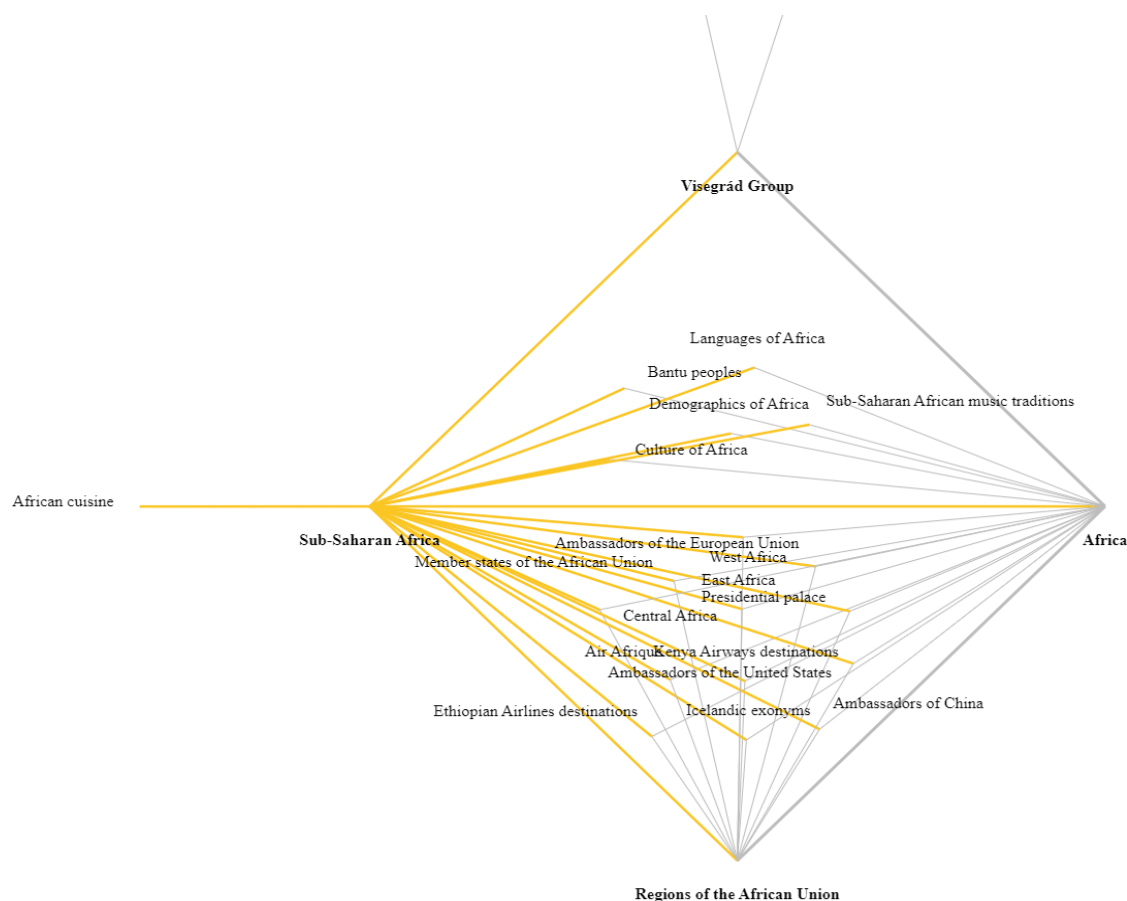 Visegrád Group
Languages of Africa
Bantu peoples
Demographics of Africa
Sub-Saharan African music traditions
Culture of Africa
African cuisine
Sub-Saharan Africa
Africa
Ambassadors of the European Union
West Africa
Member states of the African Union
East Africa
Presidential palace
Central Africa
Air Afrique
Kenya Airways destinations
Ambassadors of the United States
Ethiopian Airlines destinations
Icelandic exonyms
Ambassadors of China
Regions of the African Union